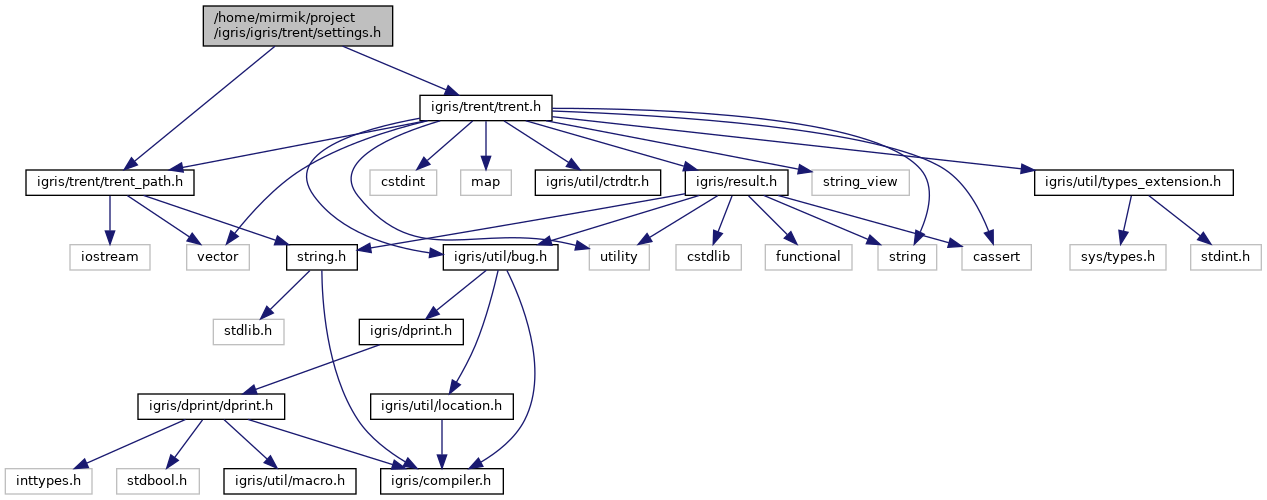 /home/mirmik/project
/igris/igris/trent/settings.h
igris/trent/trent.h
igris/trent/trent_path.h
cstdint
map
igris/util/ctrdtr.h
igris/result.h
string_view
igris/util/types_extension.h
iostream
vector
string.h
igris/util/bug.h
utility
cstdlib
functional
string
cassert
sys/types.h
stdint.h
stdlib.h
igris/dprint.h
igris/dprint/dprint.h
igris/util/location.h
inttypes.h
stdbool.h
igris/util/macro.h
igris/compiler.h